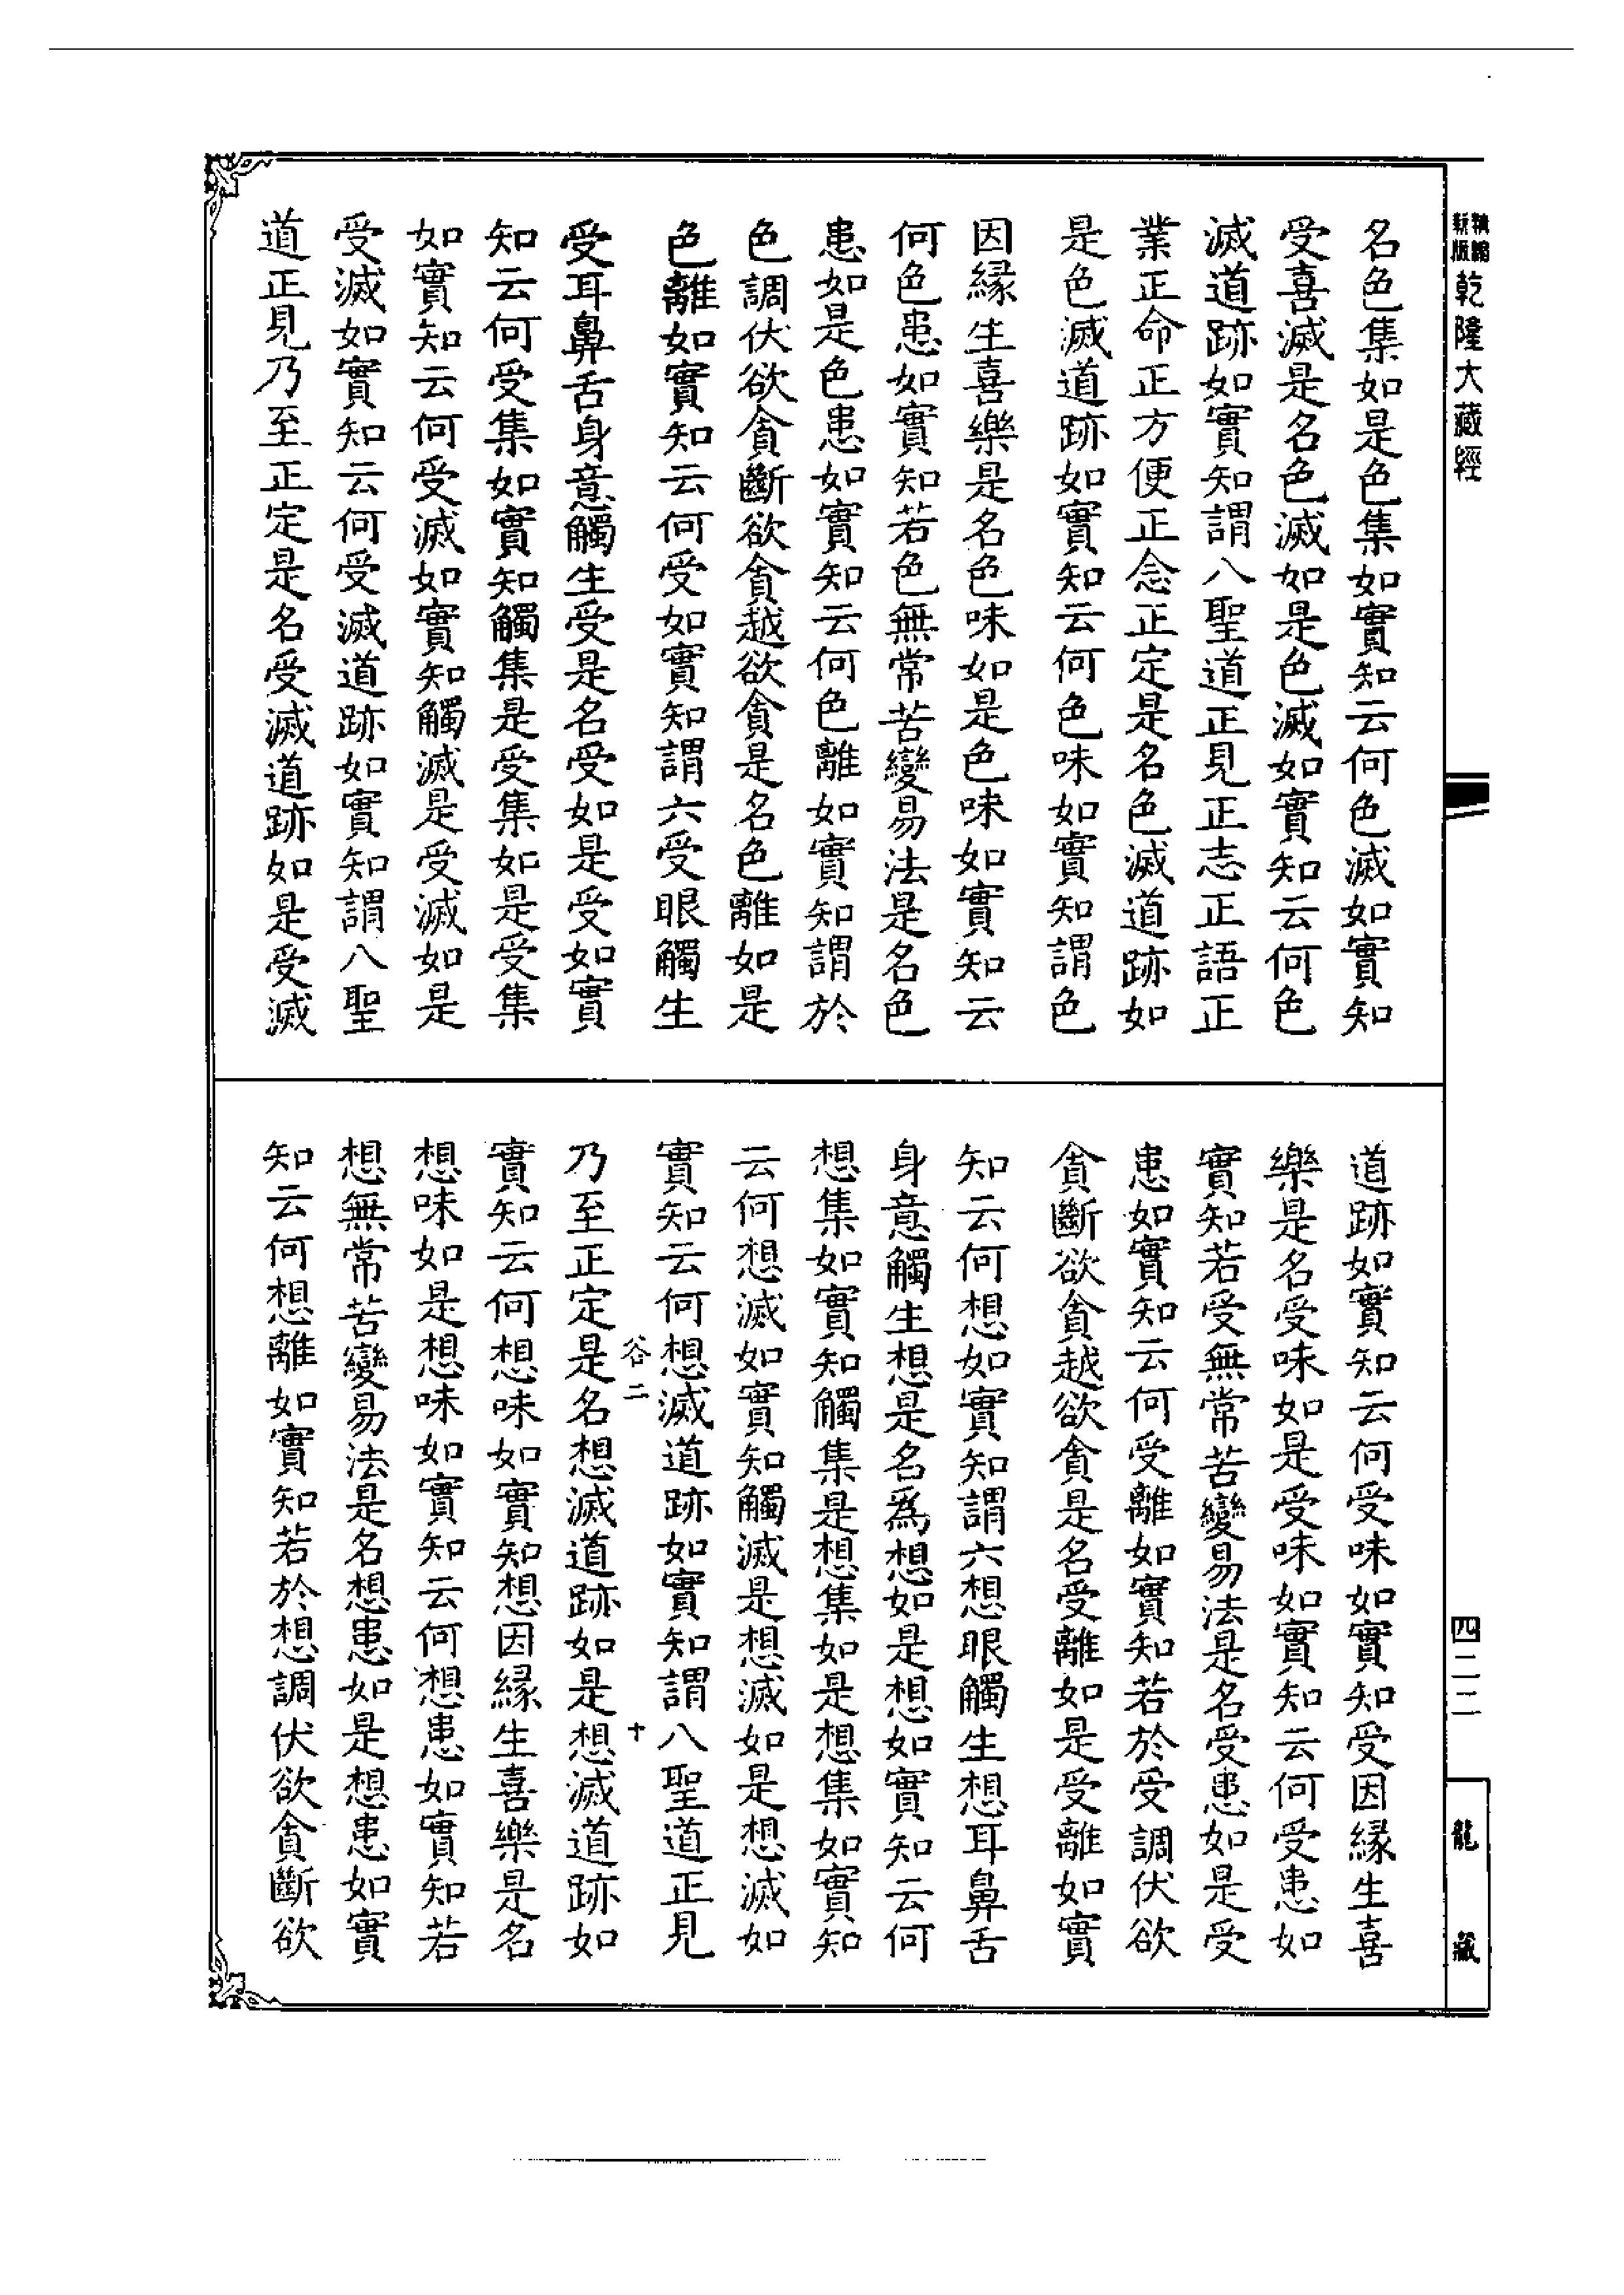 新編
新版
乾隆大藏經
名色集如是色集如實知云何色滅如實知
受喜滅是名色滅如是色滅如實知云何色
滅道跡如實知謂八聖道正見正志正語正
業正命正方便正念正定是名色滅道跡如
是色滅道跡如實知云何色味如實知謂色
因緣生喜樂是名色味如是色味如實知云
何色患如實知若色無常苦變易法是名色
患如是色患如實知云何色離如實知謂於
色調伏欲貪斷欲貪越欲貪是名色離如是
色離如實知云何受如實知謂六受眼觸生
受耳鼻舌身意觸生受是名受如是受如實
知云何受集如實知觸集是受集如是受集
如實知云何受滅如實知觸滅是受滅如是
受滅如實知云何受滅道跡如實知謂八聖
道正見乃至正定是名受滅道跡如是受滅
道跡如實知云何受味如實知受因緣生喜
樂是名受味如是受味如實知云何受患如
實知若受無常苦變易法是名受患如是受
患如實知云何受離如實知若於受調伏欲
貪斷欲貪越欲貪是名受離如是受離如實
知云何想如實知謂六想眼觸生想耳鼻舌
身意觸生想是名爲想如是想如實知云何
想集如實知觸集是想集如是想集如實知
云何想滅如實知觸滅是想滅如是想滅如
實知云何想滅道跡如實知謂八聖道正見
谷二 十
乃至正定是名想滅道跡如是想滅道跡如
實知云何想味如實知想因緣生喜樂是名
想味如是想味如實知云何想患如實知若
想無常苦變易法是名想患如是想患如實
知云何想離如實知若於想調伏欲貪斷欲
四二二
龍藏